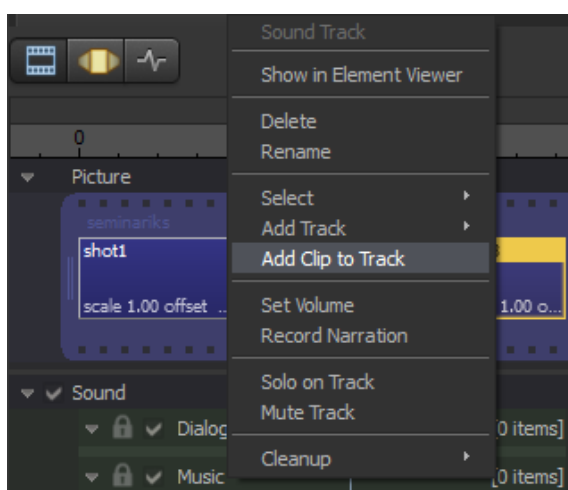 Sound Track
Show in Element Viewer
Delete
Rename
0
Picture
Select
seminariks
Add Track
shot1
Add Clip to Track
scale 1.00 offset ...
Set Volume
1.00 o...
Record Narration
Solo on Track
Sound
Mute Track
Dialog
[0 items]
Cleanup
Music
[0 items]